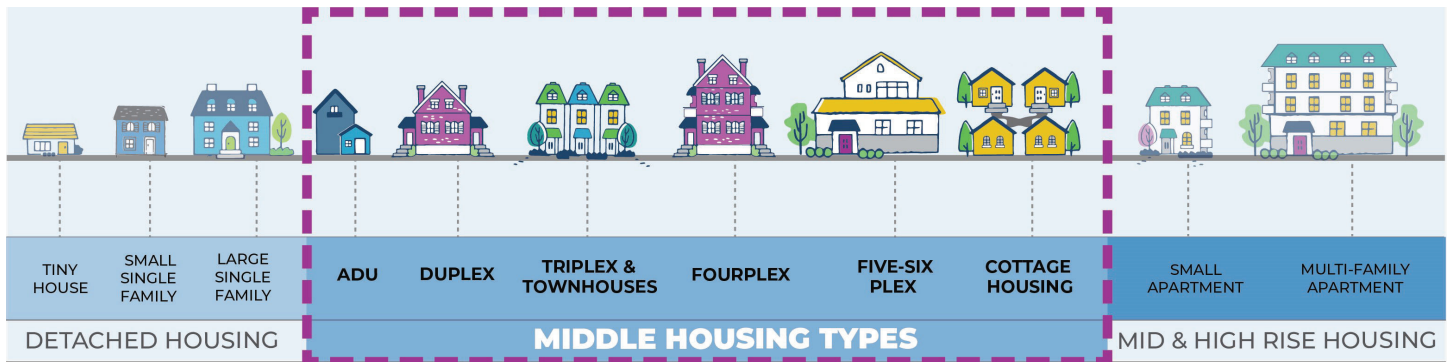 TINY
HOUSE
SMALL
SINGLE
FAMILY
LARGE
SINGLE
FAMILY
ADU
DUPLEX
TRIPLEX &
TOWNHOUSES
FOURPLEX
FIVE-SIX
PLEX
COTTAGE
HOUSING
SMALL
APARTMENT
MULTI-FAMILY
APARTMENT
DETACHED HOUSING
MIDDLE HOUSING TYPES
MID & HIGH RISE HOUSING